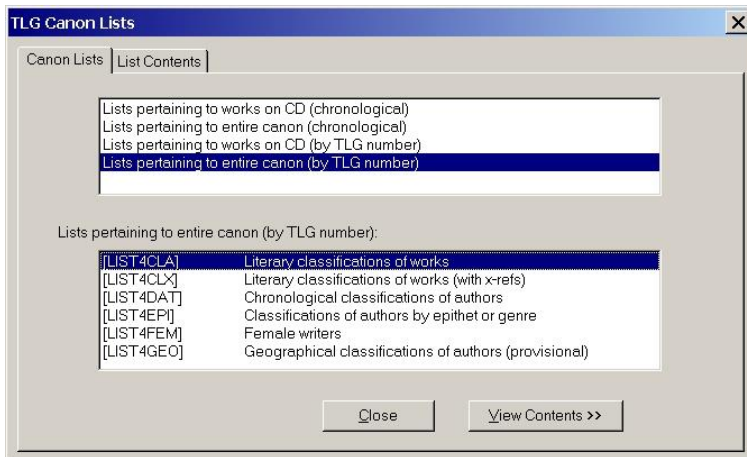 TLG Canon Lists
Canon Lists List Contents
Lists pertaining to works on CD (chronological)
Lists pertaining to entire canon (chronological)
Lists pertaining to works on CD (by TLG number)
Lists pertaining to entire canon (by TLG number)
Lists pertaining to entire canon (by TLG number):
[LIST4CLA] Literary classifications of works
[LIST4CLX] Literary classifications of works (with x-refs)
[LIST4DAT] Chronological classifications of authors
[LIST4EPI] Classifications of authors by epithet or genre
[LIST4FEM] Female writers
[LIST4GEO] Geographical classifications of authors (provisional)
Close View Contents >>